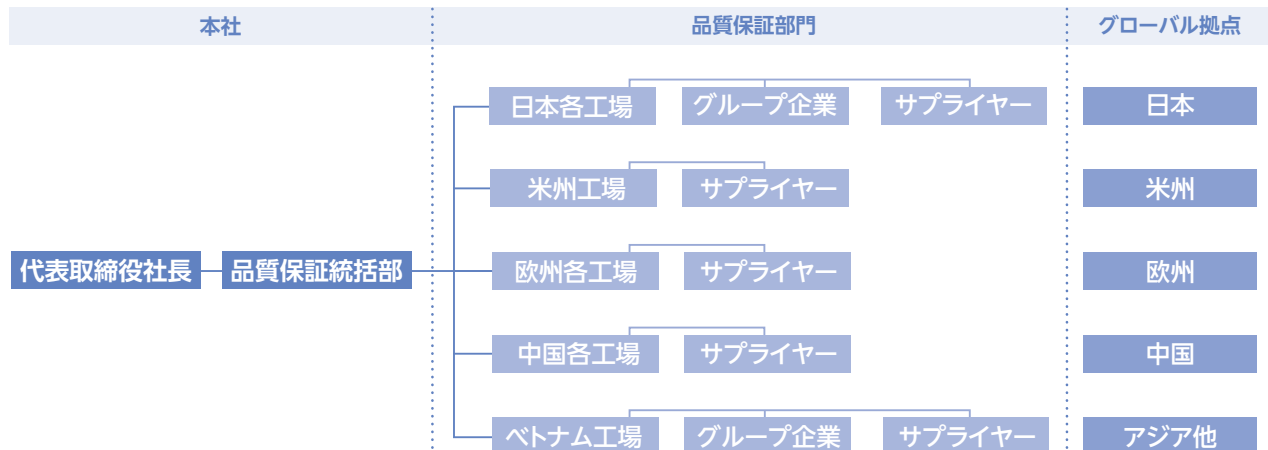 本社
品質保証部門
グローバル拠点
日本各工場
グループ企業
サプライヤー
日本
米州工場
サプライヤー
米州
代表取締役社長
品質保証統括部
欧州各工場
サプライヤー
欧州
中国各工場
サプライヤー
中国
ベトナム工場
グループ企業
サプライヤー
アジア他